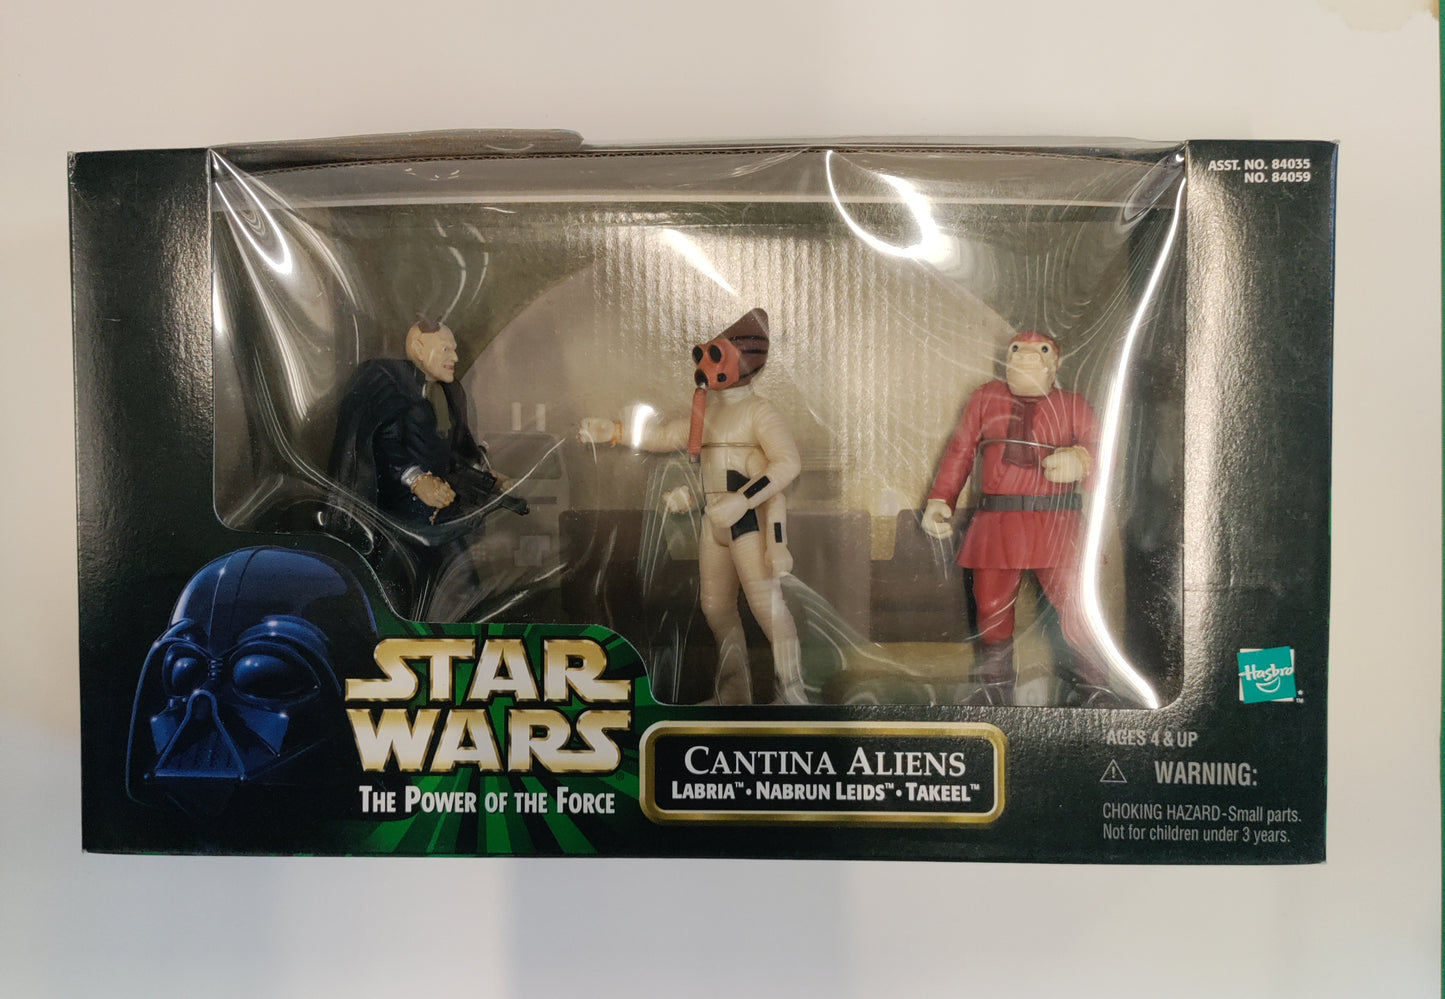 ASST. NO. 84035
NO. 84059
STAR
WARS®
THE POWER OF THE FORCE
CANTINA ALIENS
LABRIA™ • NABRUN LEIDS™ • TAKEEL™
Hasbro
*™
AGES 4 & UP
⚠ WARNING:
CHOKING HAZARD-Small parts.
Not for children under 3 years.